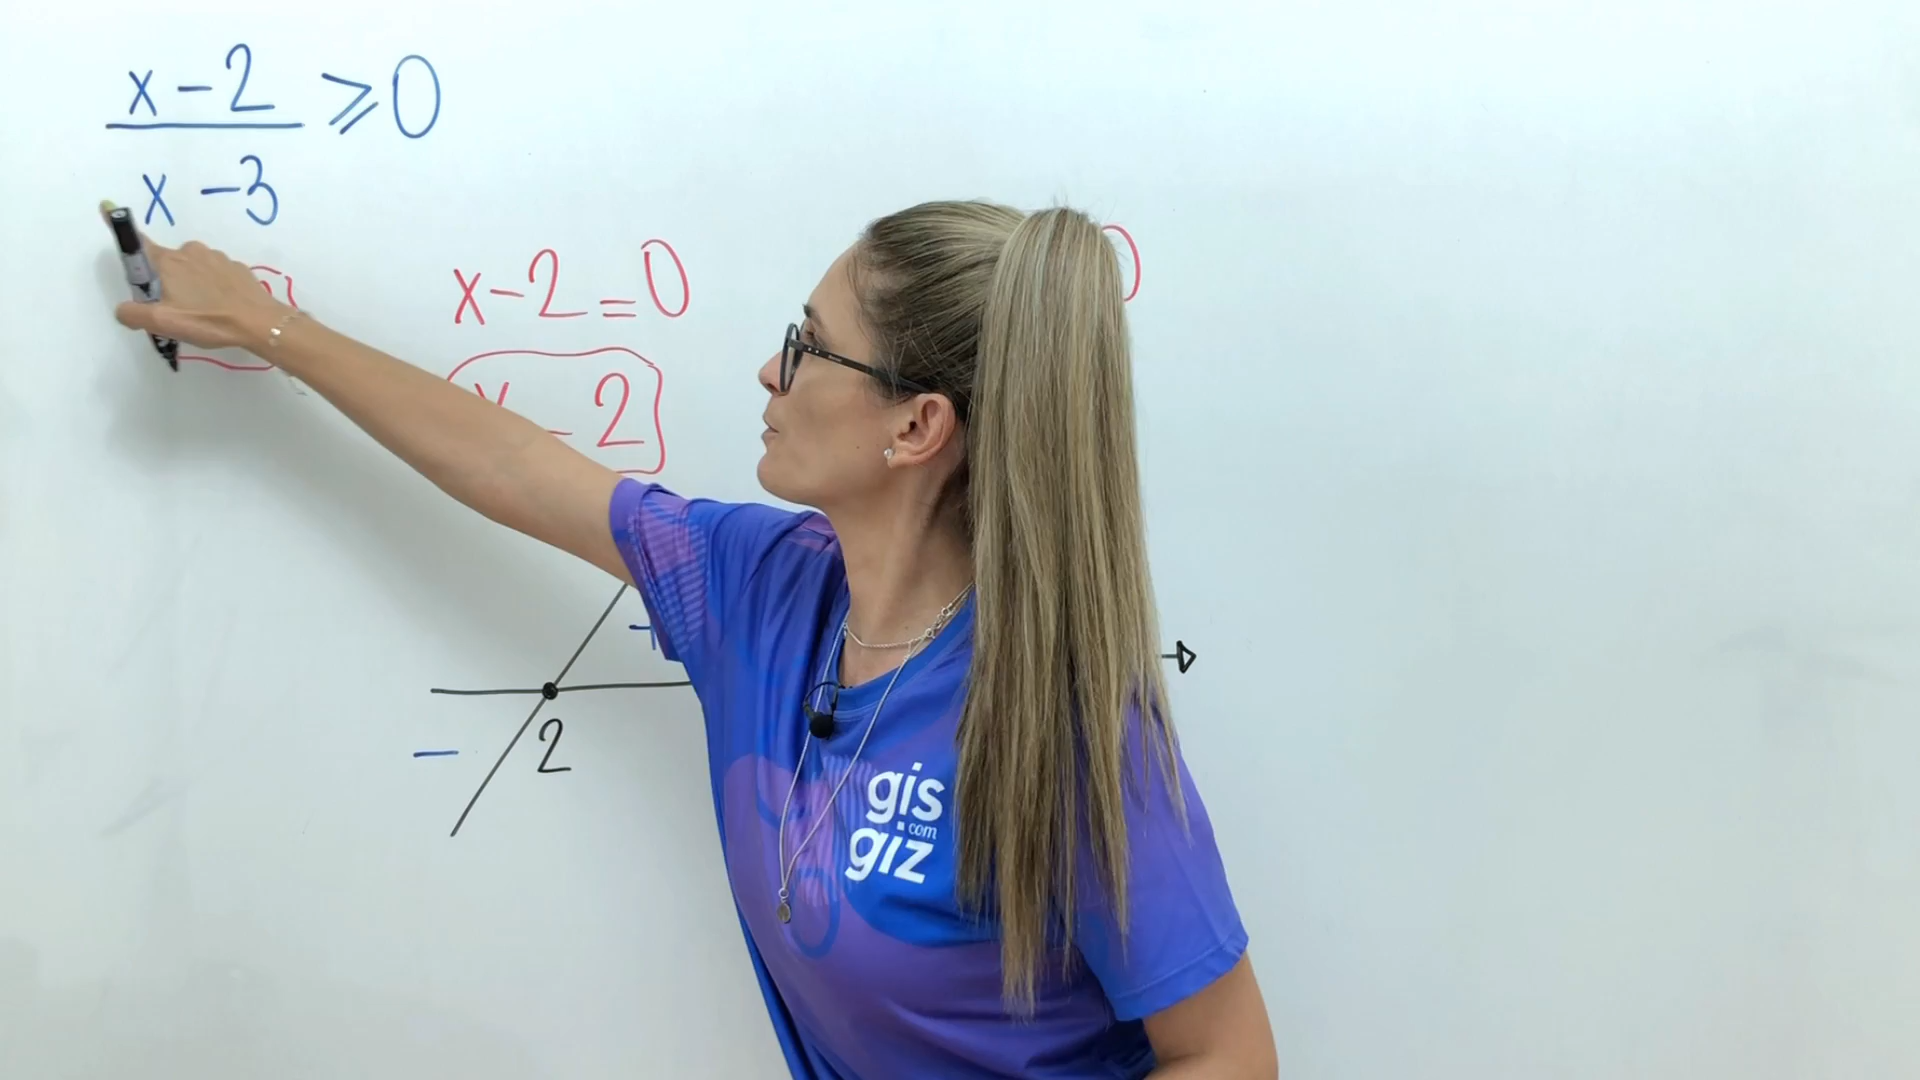 x - 2 ⩾ 0
x - 3
x - 2 = 0
2
+
-
2
gis
.com
giz